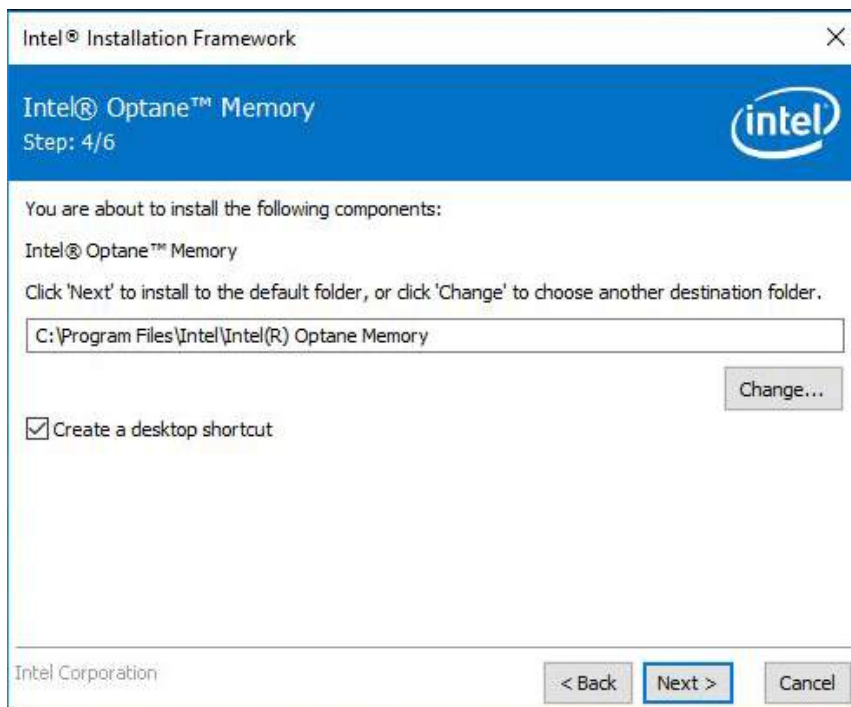 Intel® Installation Framework
Intel® Optane™ Memory
Step: 4/6
intel
You are about to install the following components:
Intel® Optane™ Memory
Click 'Next' to install to the default folder, or click 'Change' to choose another destination folder.
C:\Program Files\Intel\Intel(R) Optane Memory
Change...
Create a desktop shortcut
Intel Corporation
< Back
Next >
Cancel